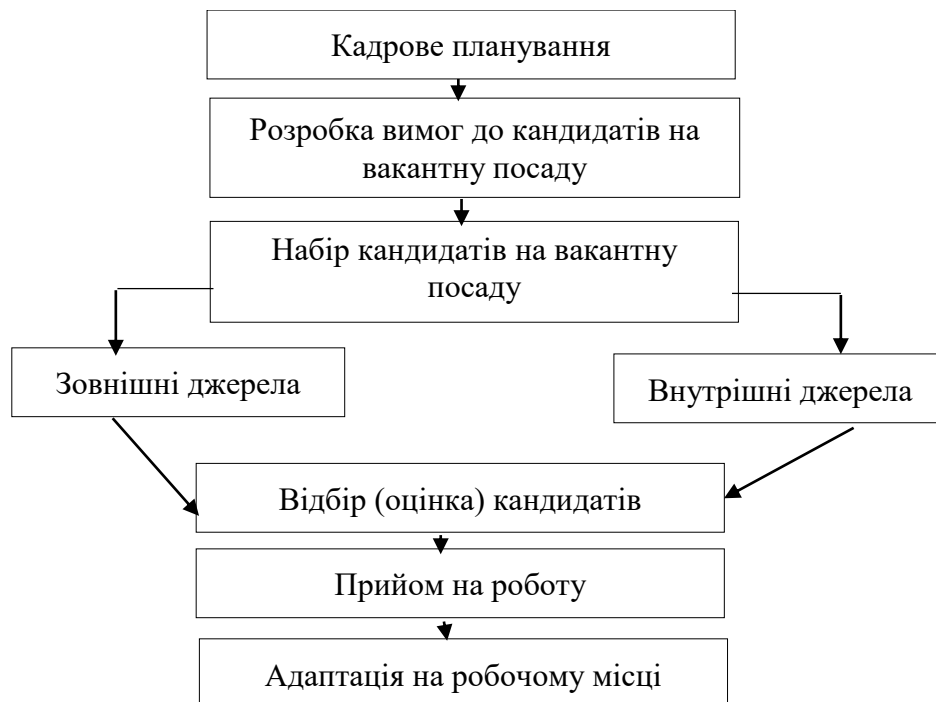 Кадрове планування
Розробка вимог до кандидатів на
вакантну посаду
Набір кандидатів на вакантну
посаду
Зовнішні джерела
Внутрішні джерела
Відбір (оцінка) кандидатів
Прийом на роботу
Адаптація на робочому місці